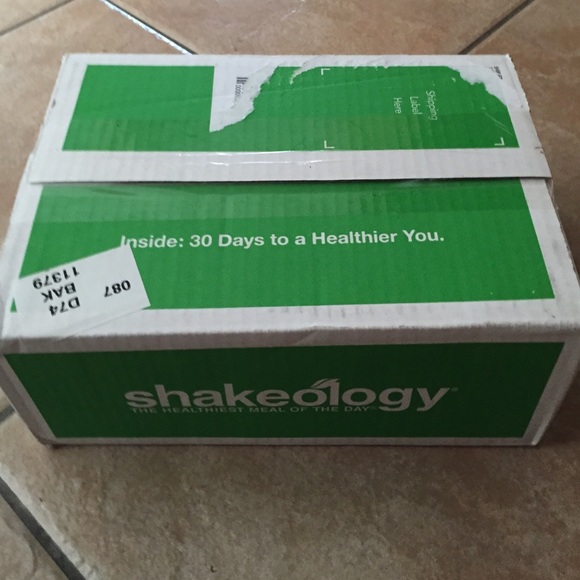 Shipping
Label
Here
Inside: 30 Days to a Healthier You.
087
D74
BAK
11379
shakeology®
THE HEALTHIEST MEAL OF THE DAY®